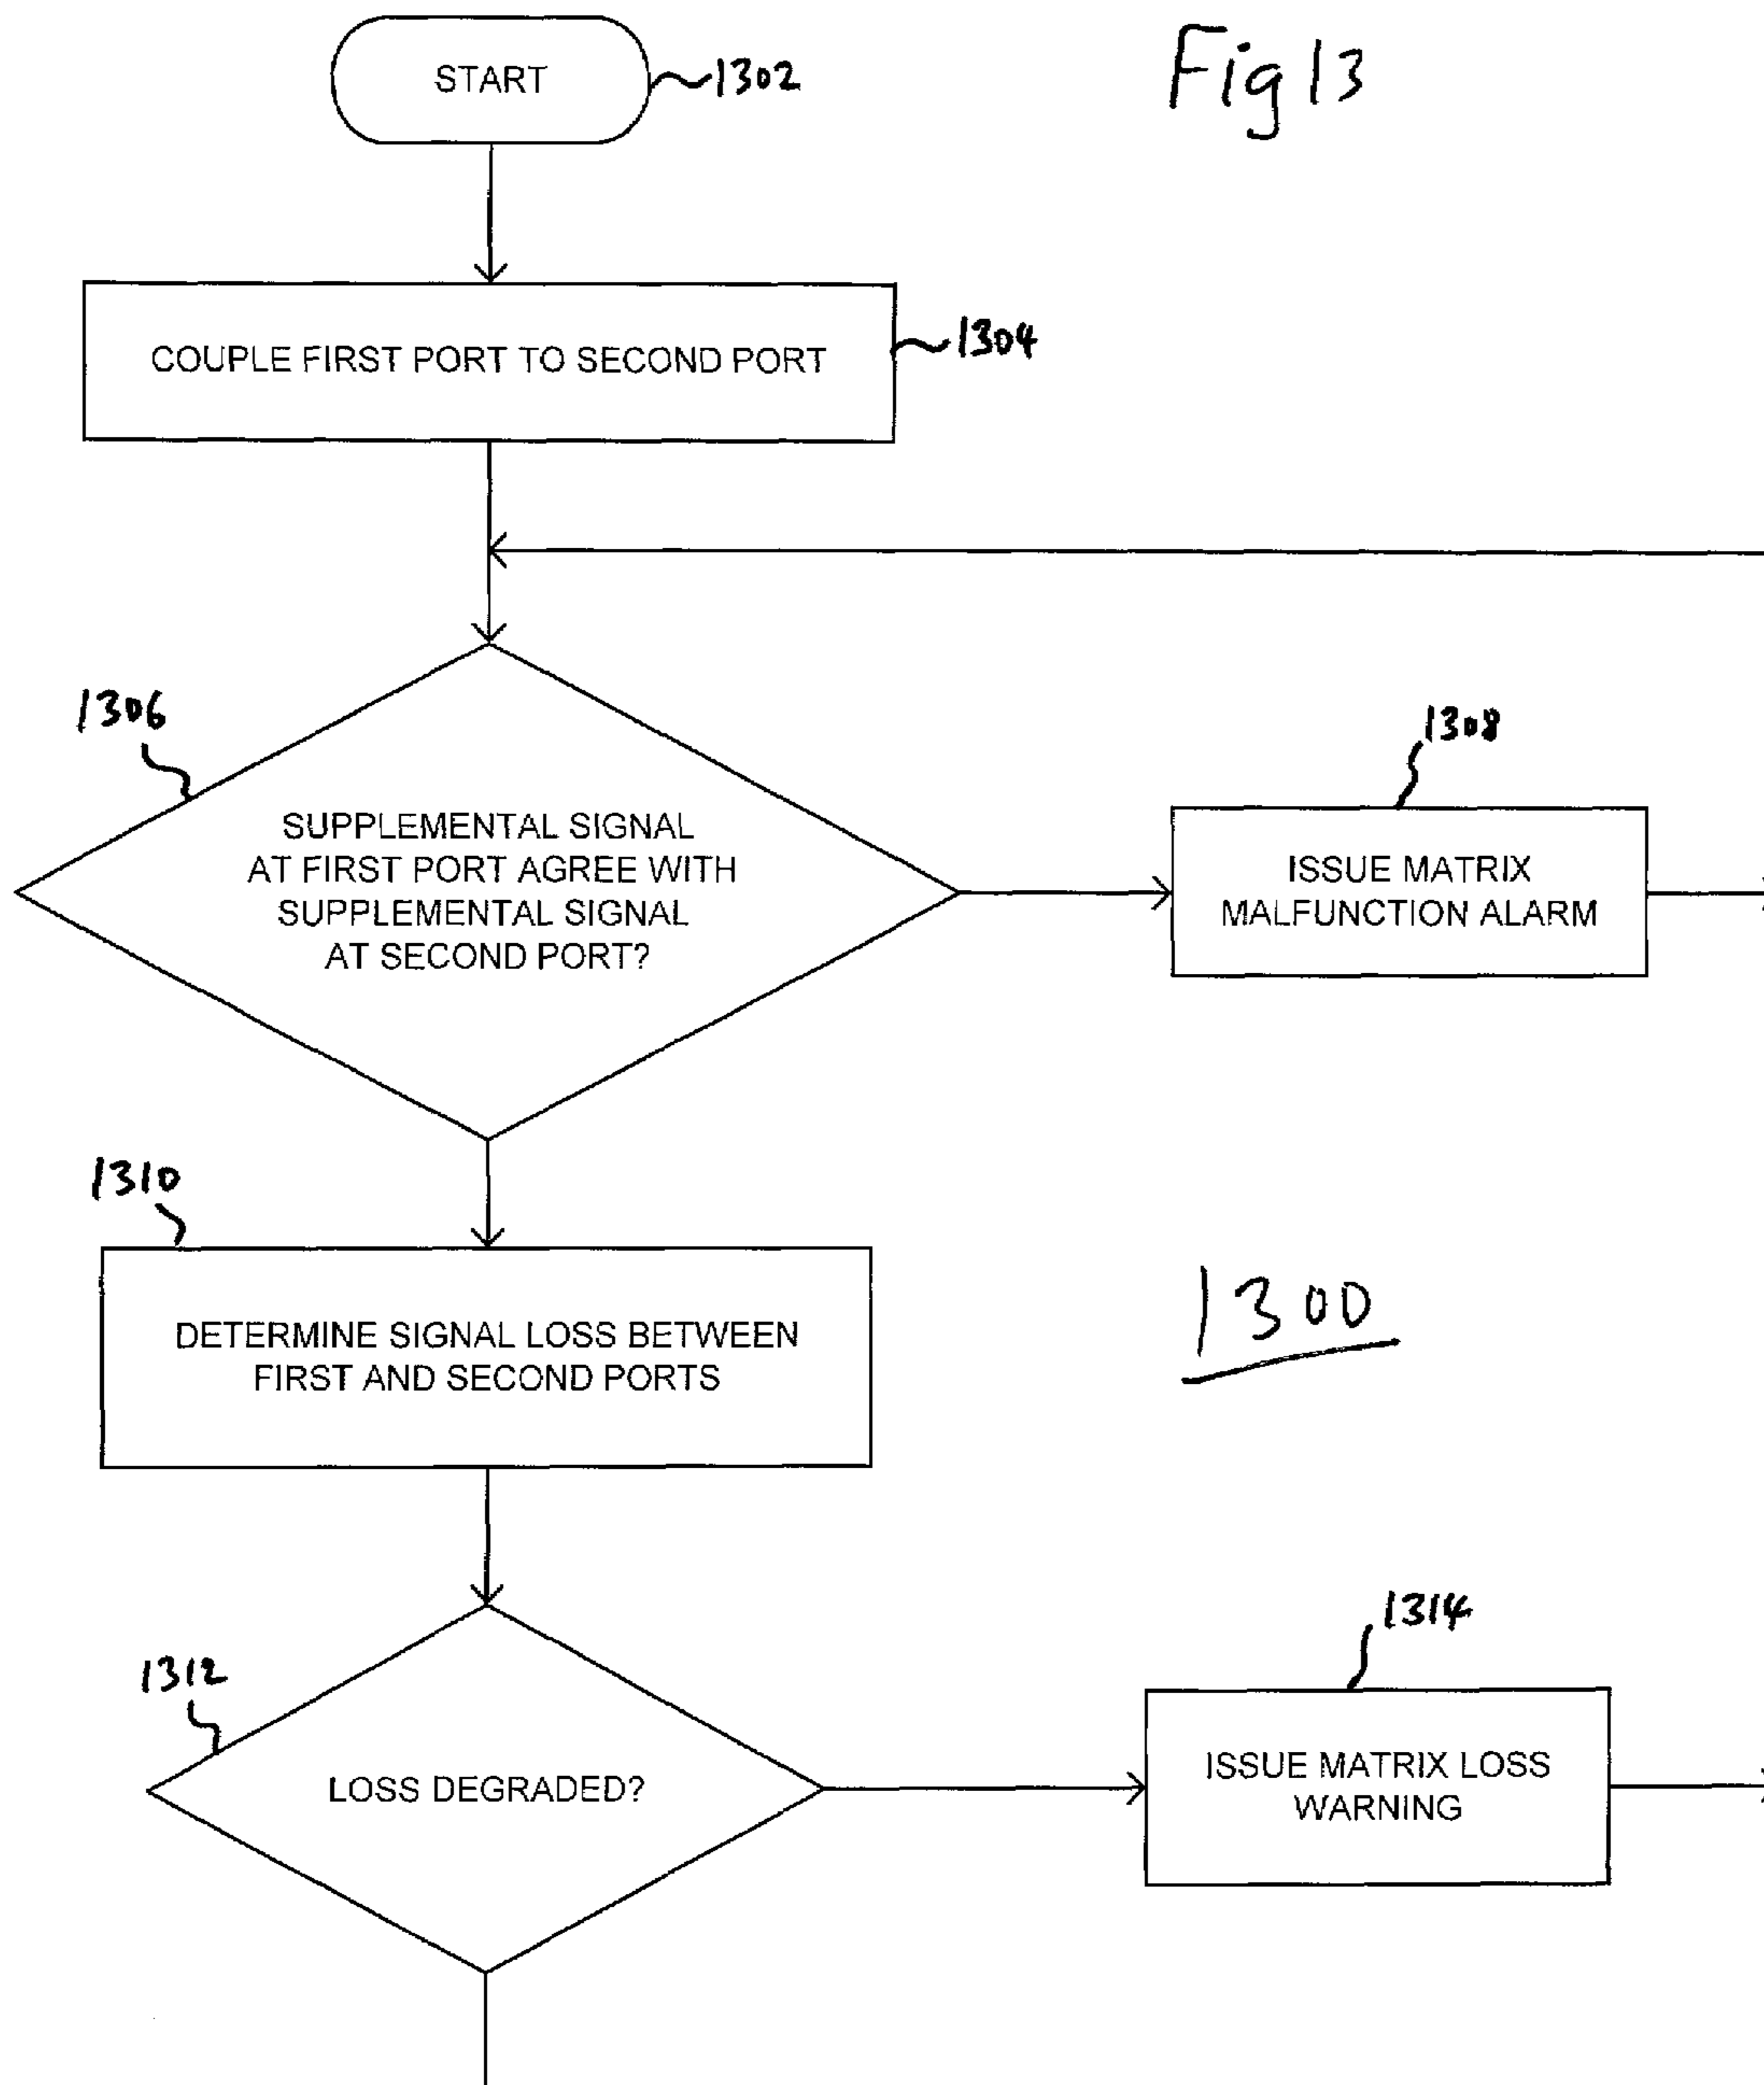 START
1302
Fig 13
COUPLE FIRST PORT TO SECOND PORT
1304
1306
SUPPLEMENTAL SIGNAL
AT FIRST PORT AGREE WITH
SUPPLEMENTAL SIGNAL
AT SECOND PORT?
1308
ISSUE MATRIX
MALFUNCTION ALARM
1310
DETERMINE SIGNAL LOSS BETWEEN
FIRST AND SECOND PORTS
1300
1312
LOSS DEGRADED?
1314
ISSUE MATRIX LOSS
WARNING